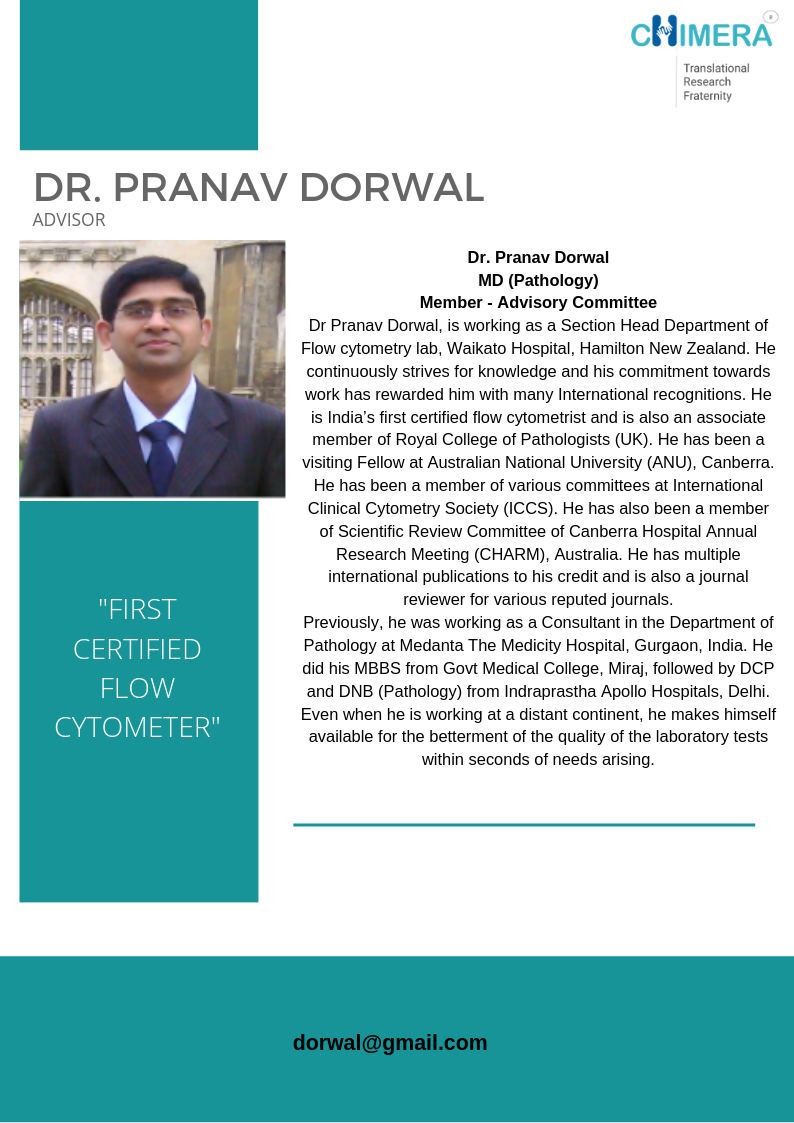 CHIMERA
Translational
Research
Fraternity
DR. PRANAV DORWAL
ADVISOR
Dr. Pranav Dorwal
MD (Pathology)
Member - Advisory Committee
Dr Pranav Dorwal, is working as a Section Head Department of
Flow cytometry lab, Waikato Hospital, Hamilton New Zealand. He
continuously strives for knowledge and his commitment towards
work has rewarded him with many International recognitions. He
is India’s first certified flow cytometrist and is also an associate
member of Royal College of Pathologists (UK). He has been a
visiting Fellow at Australian National University (ANU), Canberra.
He has been a member of various committees at International
Clinical Cytometry Society (ICCS). He has also been a member
of Scientific Review Committee of Canberra Hospital Annual
Research Meeting (CHARM), Australia. He has multiple
international publications to his credit and is also a journal
reviewer for various reputed journals.
Previously, he was working as a Consultant in the Department of
Pathology at Medanta The Medicity Hospital, Gurgaon, India. He
did his MBBS from Govt Medical College, Miraj, followed by DCP
and DNB (Pathology) from Indraprastha Apollo Hospitals, Delhi.
Even when he is working at a distant continent, he makes himself
available for the betterment of the quality of the laboratory tests
within seconds of needs arising.
"FIRST
CERTIFIED
FLOW
CYTOMETER"
dorwal@gmail.com